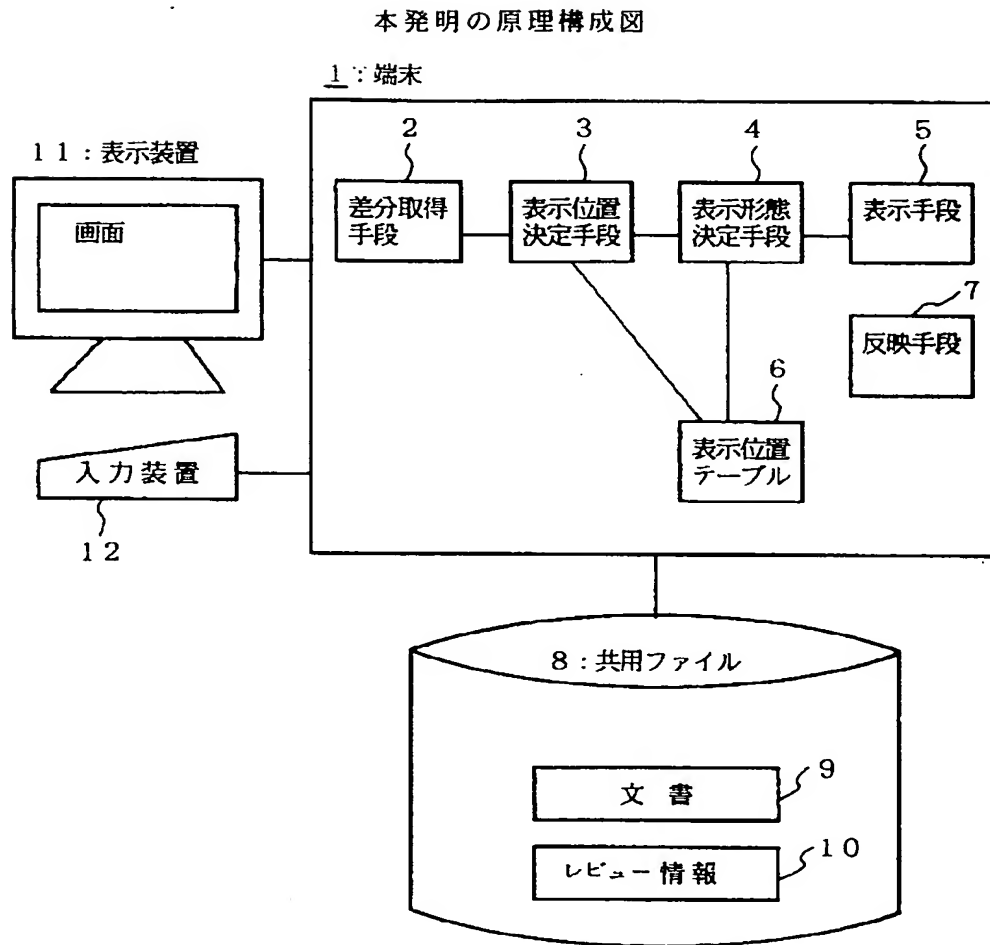 本発明の原理構成図
1:端末
11:表示装置
画面
2
3
4
5
差分取得
手段
表示位置
決定手段
表示形態
決定手段
表示手段
7
反映手段
6
表示位置
テーブル
入力装置
12
8:共用ファイル
文書
9
レビュー情報
10